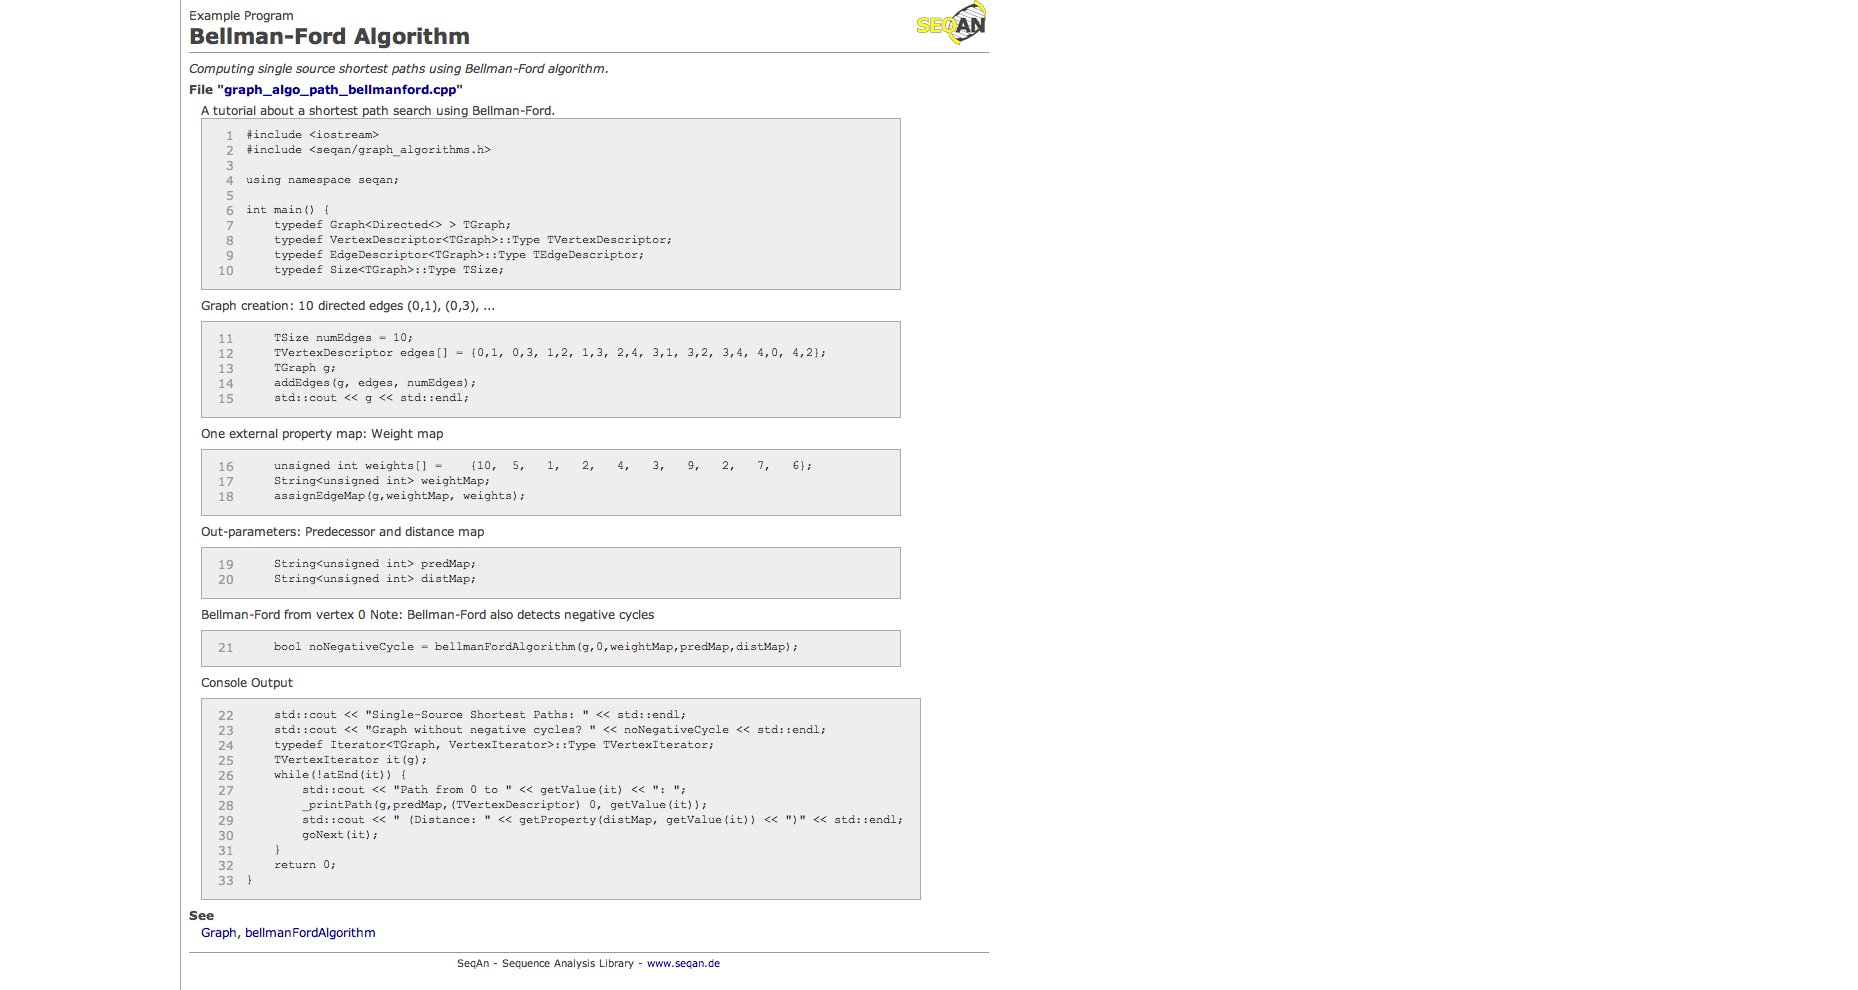 Example Program
Bellman-Ford Algorithm
SEQAN
Computing single source shortest paths using Bellman-Ford algorithm.
File "graph_algo_path_bellmanford.cpp"
A tutorial about a shortest path search using Bellman-Ford.
1 #include <iostream>
2 #include <seqan/graph_algorithms.h>
3
4 using namespace seqan;
5
6 int main() {
7     typedef Graph<Directed<> > TGraph;
8     typedef VertexDescriptor<TGraph>::Type TVertexDescriptor;
9     typedef EdgeDescriptor<TGraph>::Type TEdgeDescriptor;
10     typedef Size<TGraph>::Type TSize;
Graph creation: 10 directed edges (0,1), (0,3), ...
11     TSize numEdges = 10;
12     TVertexDescriptor edges[] = {0,1, 0,3, 1,2, 1,3, 2,4, 3,1, 3,2, 3,4, 4,0, 4,2};
13     TGraph g;
14     addEdges(g, edges, numEdges);
15     std::cout << g << std::endl;
One external property map: Weight map
16     unsigned int weights[] =    {10,  5,   1,   2,   4,   3,   9,   2,   7,   6};
17     String<unsigned int> weightMap;
18     assignEdgeMap(g,weightMap, weights);
Out-parameters: Predecessor and distance map
19     String<unsigned int> predMap;
20     String<unsigned int> distMap;
Bellman-Ford from vertex 0 Note: Bellman-Ford also detects negative cycles
21     bool noNegativeCycle = bellmanFordAlgorithm(g,0,weightMap,predMap,distMap);
Console Output
22     std::cout << "Single-Source Shortest Paths: " << std::endl;
23     std::cout << "Graph without negative cycles? " << noNegativeCycle << std::endl;
24     typedef Iterator<TGraph, VertexIterator>::Type TVertexIterator;
25     TVertexIterator it(g);
26     while(!atEnd(it)) {
27         std::cout << "Path from 0 to " << getValue(it) << ": ";
28         _printPath(g,predMap,(TVertexDescriptor) 0, getValue(it));
29         std::cout << " (Distance: " << getProperty(distMap, getValue(it)) << ")" << std::endl;
30         goNext(it);
31     }
32     return 0;
33 }
See
Graph, bellmanFordAlgorithm
SeqAn - Sequence Analysis Library - www.seqan.de